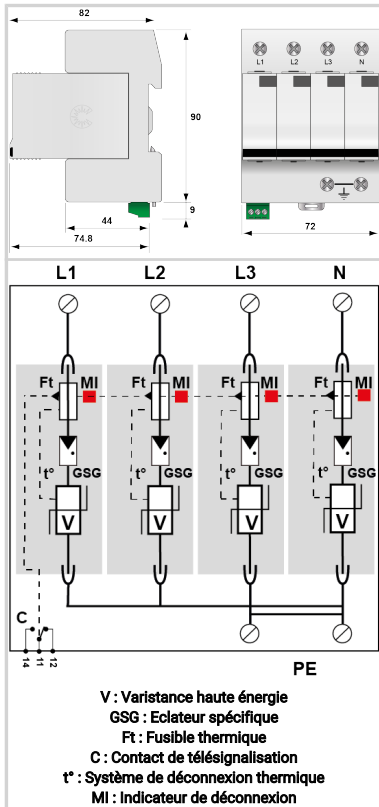 82
L1 L2 L3 N
90
9
44
74.8
72
L1 L2 L3 N
Ft MI Ft MI Ft MI Ft MI
t° GSG t° GSG t° GSG t° GSG
V V V V
C
14 11 12
PE
V : Varistance haute énergie
GSG : Eclateur spécifique
Ft : Fusible thermique
C : Contact de télésignalisation
t° : Système de déconnexion thermique
MI : Indicateur de déconnexion